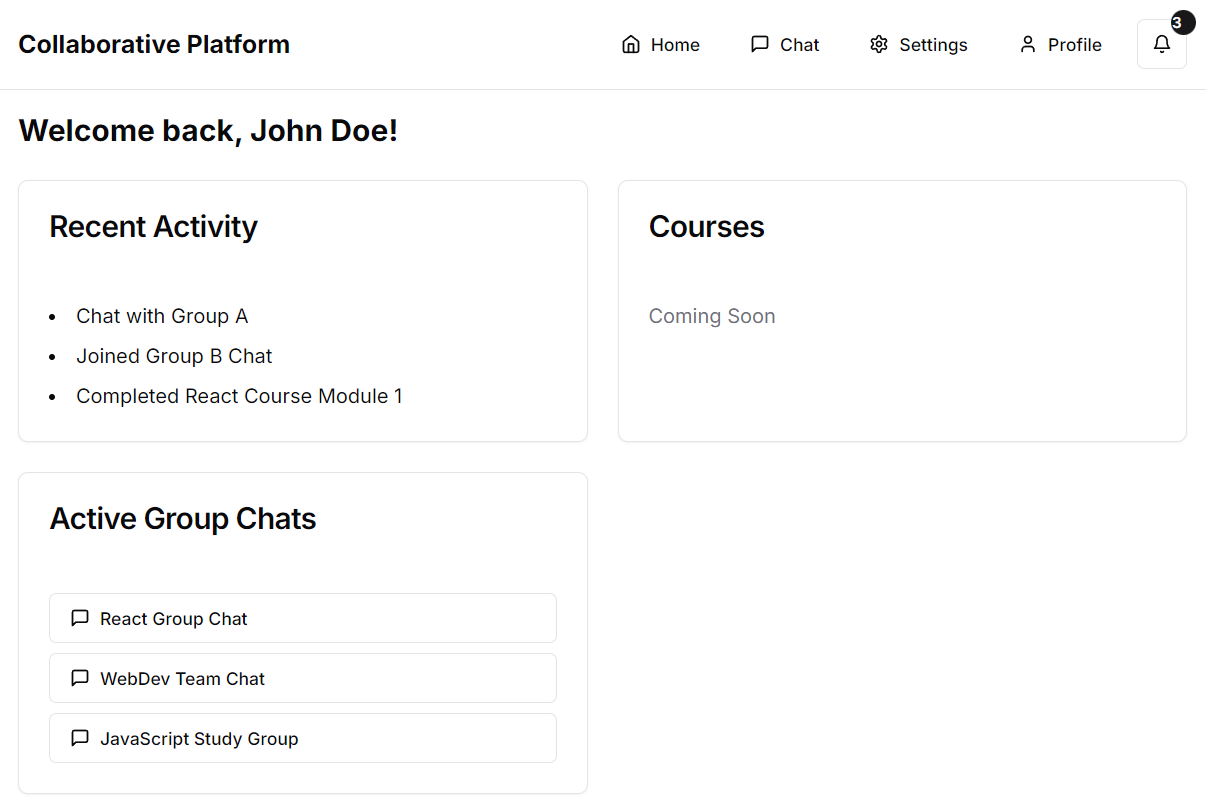 Collaborative Platform
Home
Chat
Settings
Profile
3
Welcome back, John Doe!
Recent Activity
Chat with Group A
Joined Group B Chat
Completed React Course Module 1
Courses
Coming Soon
Active Group Chats
React Group Chat
WebDev Team Chat
JavaScript Study Group